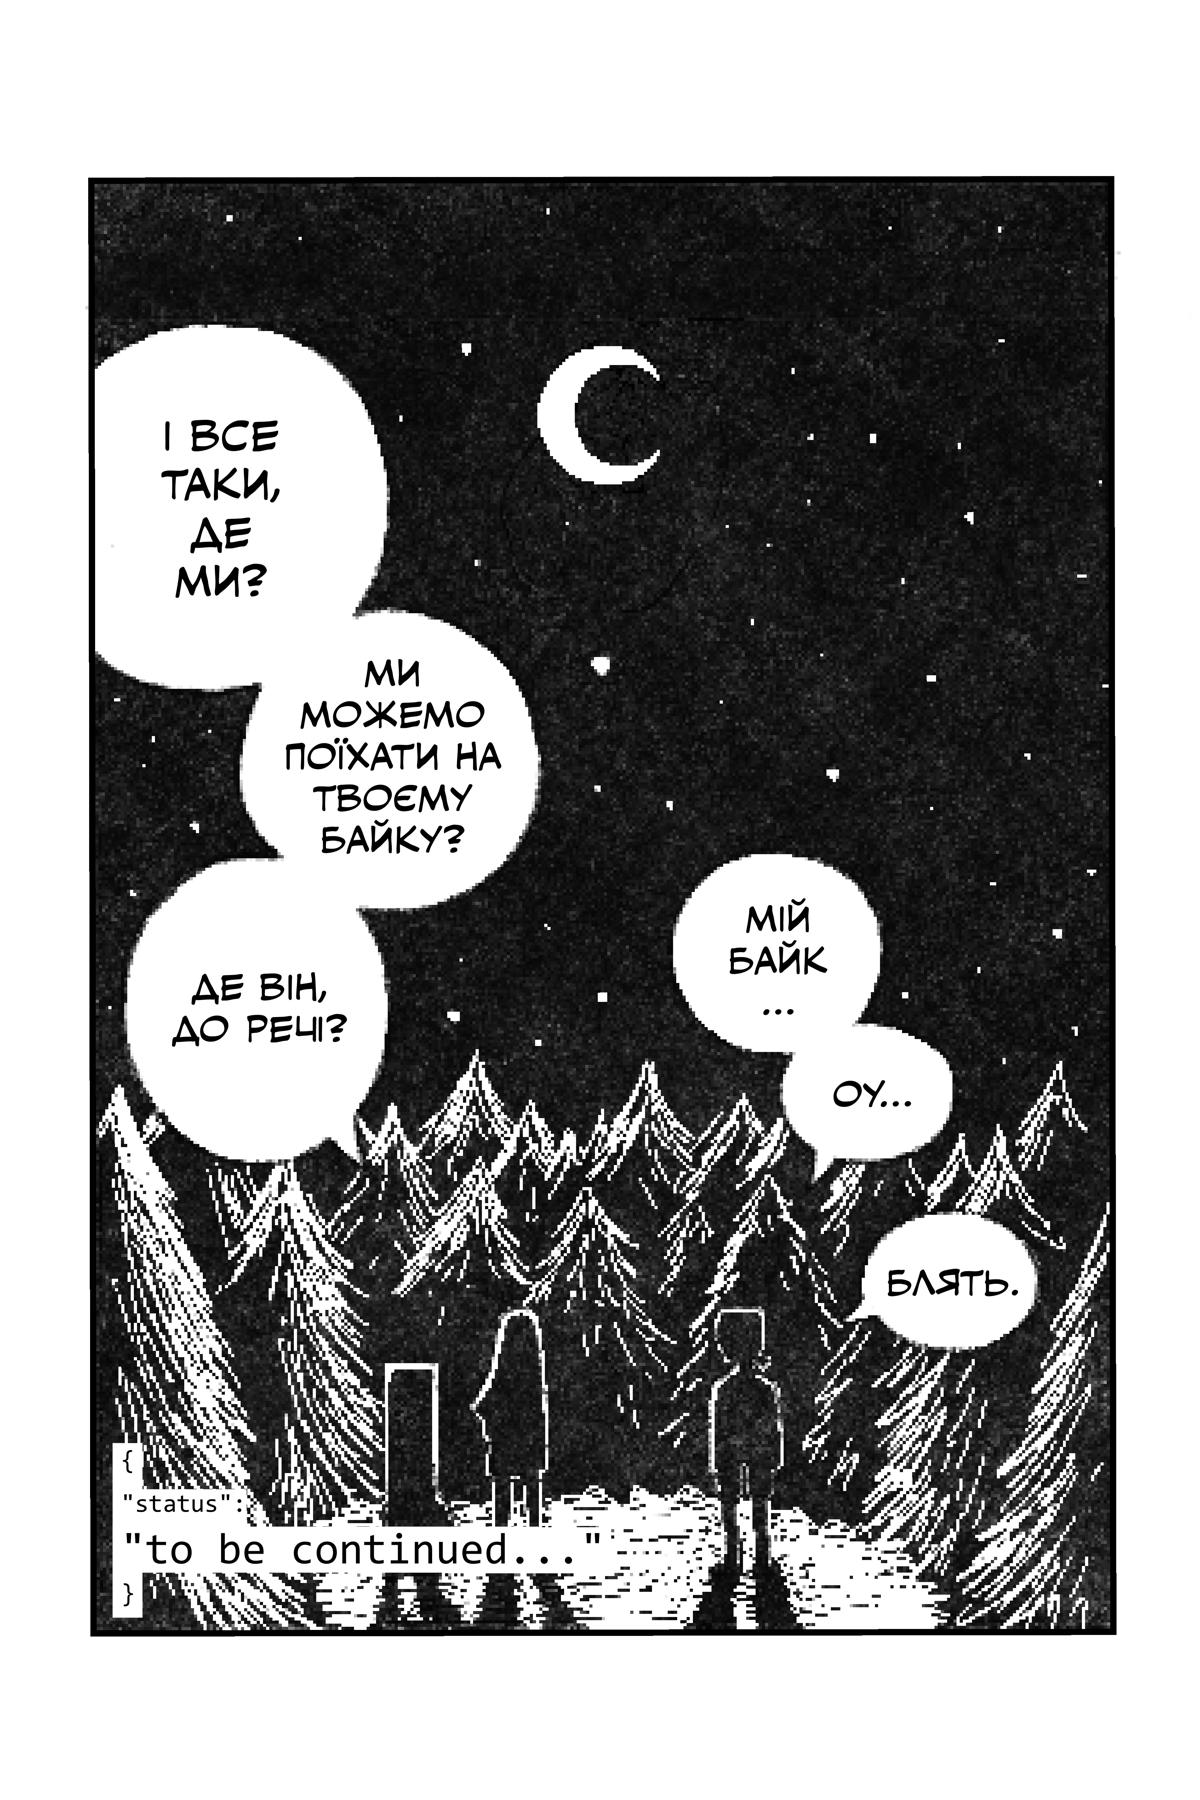 І ВСЕ
ТАКИ,
ДЕ
МИ?
МИ
МОЖЕМО
ПОЇХАТИ НА
ТВОЄМУ
БАЙКУ?
ДЕ ВІН,
ДО РЕЧІ?
МІЙ
БАЙК
...
ОУ...
БЛЯТЬ.
{
"status":
"to be continued..."
}